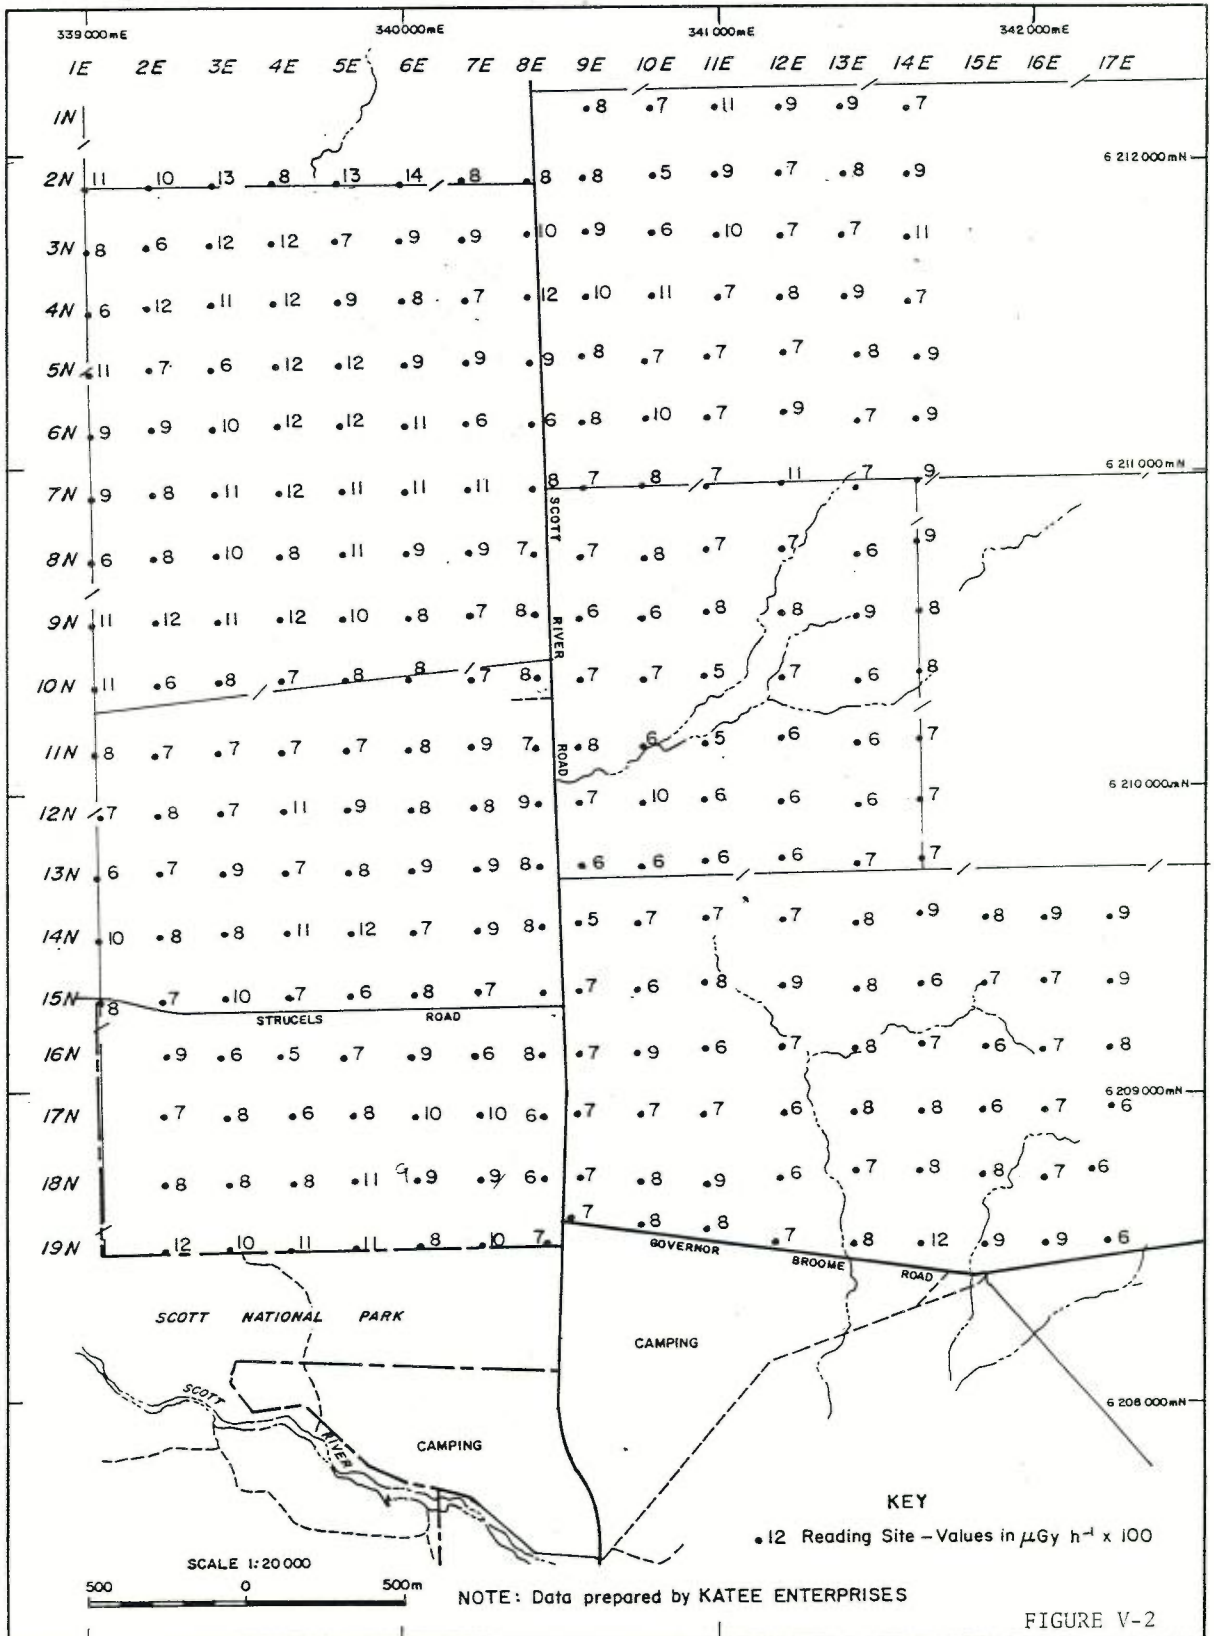 339000mE 340000mE 341000mE 342000mE
1E 2E 3E 4E 5E 6E 7E 8E 9E 10E 11E 12E 13E 14E 15E 16E 17E
1N 8 7 11 9 9 7
6 212000mN
2N 11 10 13 8 13 14 8 8 8 5 9 7 8 9
3N 8 6 12 12 7 9 9 10 9 6 10 7 7 11
4N 6 12 11 12 9 8 7 12 10 11 7 8 9 7
5N 11 7 6 12 12 9 9 9 8 7 7 7 8 9
6N 9 9 10 12 12 11 6 6 8 10 7 9 7 9
6 211000mN
7N 9 8 11 12 11 11 11 8 7 8 7 11 7 9
SCOTT
8N 6 8 10 8 11 9 9 7 7 8 7 7 6 9
9N 11 12 11 12 10 8 7 8 6 6 8 8 9 8
RIVER
10N 11 6 8 7 8 8 7 8 7 7 5 7 6 8
11N 8 7 7 7 7 8 9 7 8 6 5 6 6 7
ROAD
6 210000mN
12N 7 8 7 11 9 8 8 9 7 10 6 6 6 7
13N 6 7 9 7 8 9 9 8 6 6 6 6 7 7
14N 10 8 8 11 12 7 9 8 5 7 7 7 8 9 8 9 9
15N 8 7 10 7 6 8 7 7 6 8 9 8 6 7 7 9
STRUCELS ROAD
16N 9 6 5 7 9 6 8 7 9 6 7 8 7 6 7 8
6 209000mN
17N 7 8 6 8 10 10 6 7 7 7 6 8 8 6 7 6
18N 8 8 8 11 9 9 9 6 7 8 9 6 7 8 8 7 6
19N 12 10 11 11 8 10 7 7 8 8 7 8 12 9 9 6
GOVERNOR BROOME ROAD
SCOTT NATIONAL PARK
CAMPING
SCOTT
RIVER
6 208000mN
CAMPING
KEY
12 Reading Site – Values in μGy h⁻¹ x 100
SCALE 1:20000
500 0 500m
NOTE: Data prepared by KATEE ENTERPRISES
FIGURE V-2